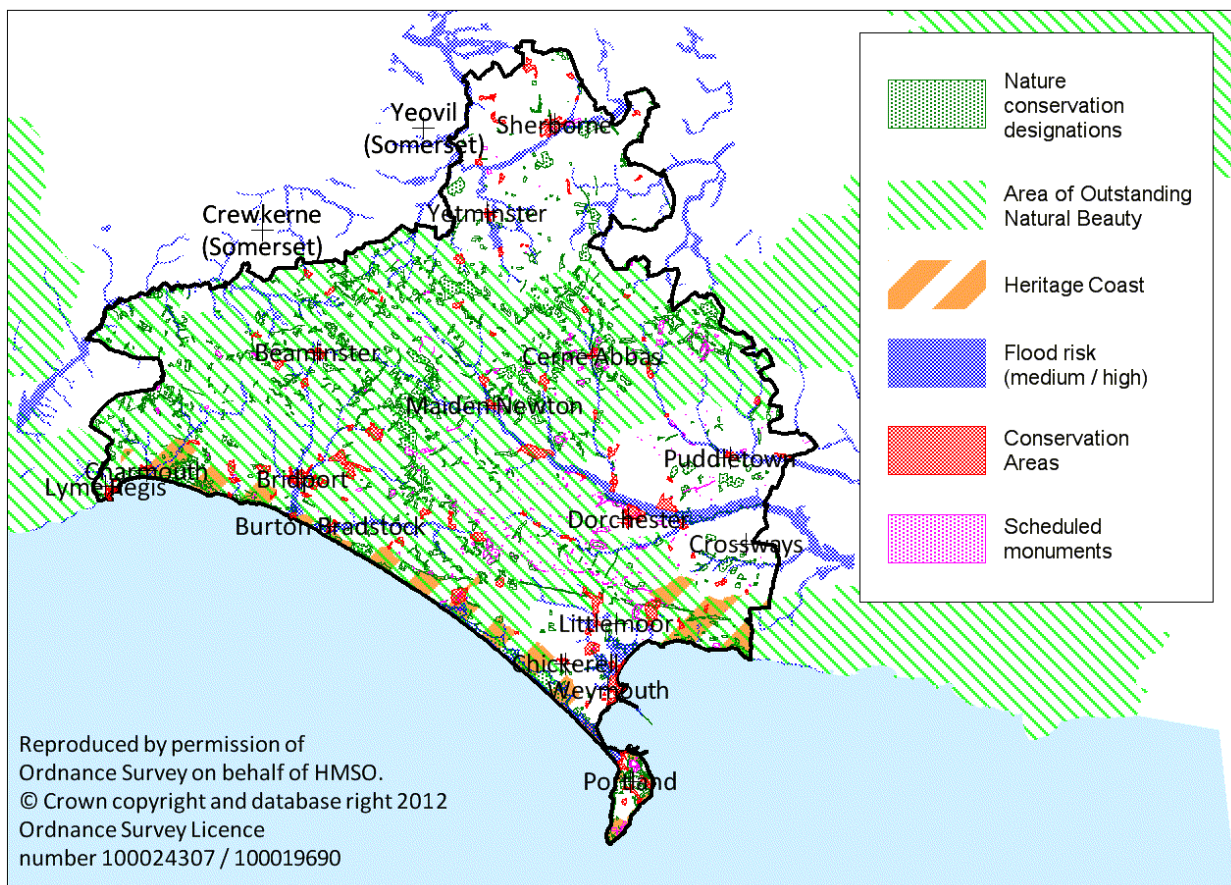 Yeovil
(Somerset)
Sherborne
Crewkerne
(Somerset)
Yetminster
Beaminster
Cerne Abbas
Maiden Newton
Charmouth
Lyme Regis
Bridport
Puddletown
Burton Bradstock
Dorchester
Crossways
Littlemoor
Chickerell
Weymouth
Portland
Nature
conservation
designations
Area of Outstanding
Natural Beauty
Heritage Coast
Flood risk
(medium / high)
Conservation
Areas
Scheduled
monuments
Reproduced by permission of
Ordnance Survey on behalf of HMSO.
© Crown copyright and database right 2012
Ordnance Survey Licence
number 100024307 / 100019690